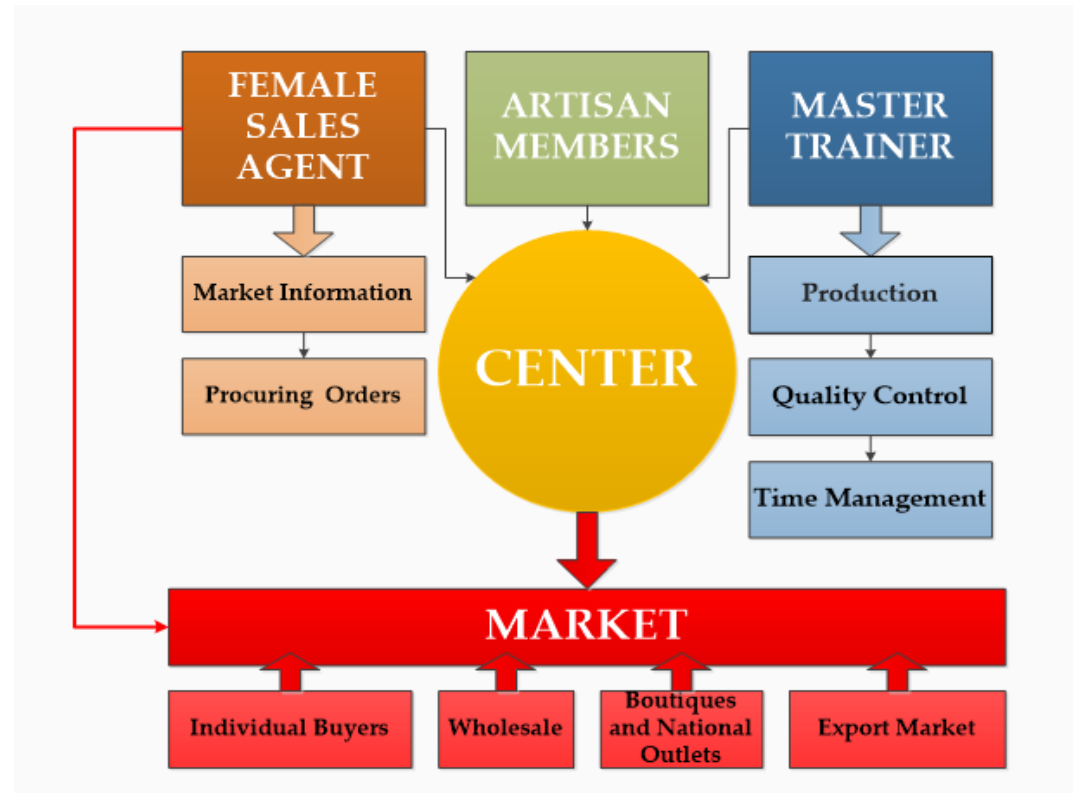 FEMALE
SALES
AGENT
ARTISAN
MEMBERS
MASTER
TRAINER
Market Information
Procuring Orders
CENTER
Production
Quality Control
Time Management
MARKET
Individual Buyers
Wholesale
Boutiques
and National
Outlets
Export Market